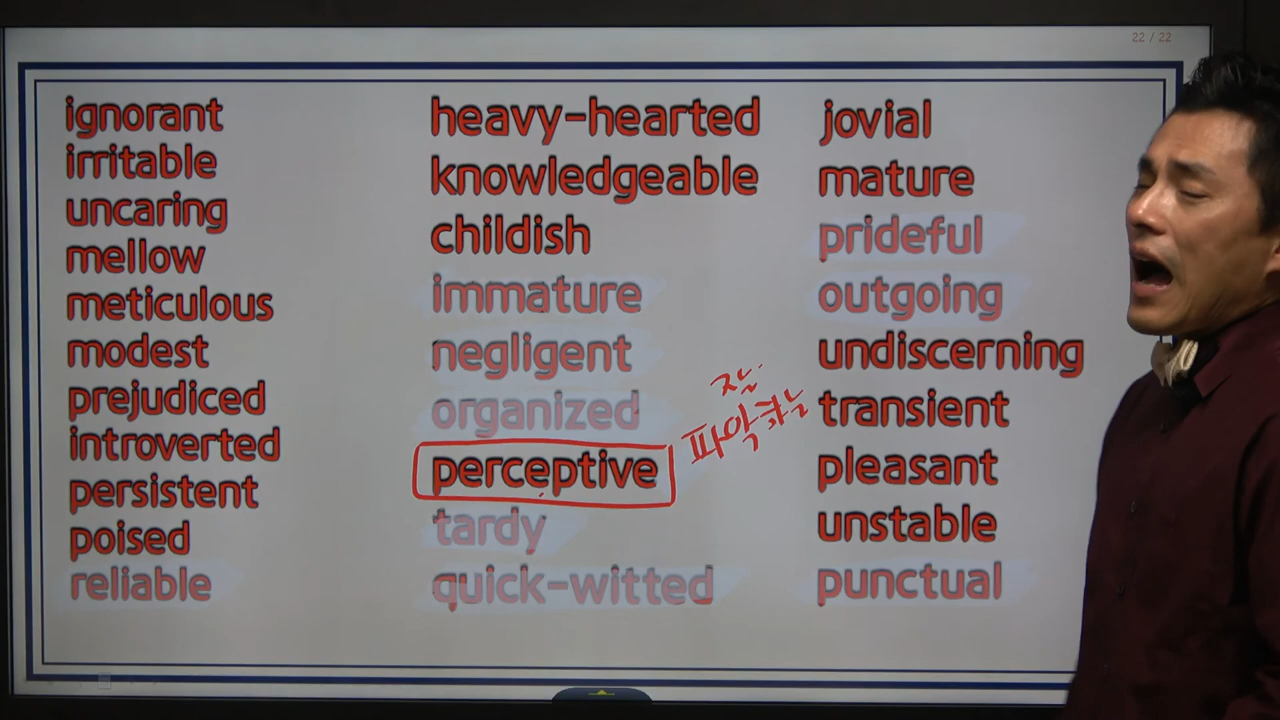 22 / 22
ignorant
irritable
uncaring
mellow
meticulous
modest
prejudiced
introverted
persistent
poised
reliable
heavy-hearted
knowledgeable
childish
immature
negligent
organized
perceptive
잘
파악하는
tardy
quick-witted
jovial
mature
prideful
outgoing
undiscerning
transient
pleasant
unstable
punctual